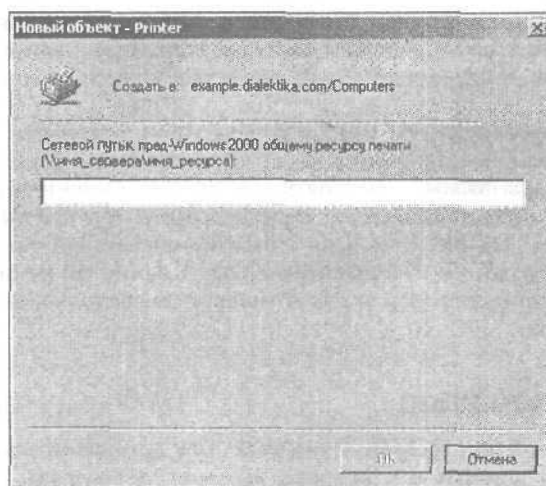 Новый объект - Printer
Создать в: example.dialektika.com/Computers
Сетевой путь к пред-Windows 2000 общему ресурсу печати
(\\имя_сервера\имя_ресурса):
ОК
Отмена